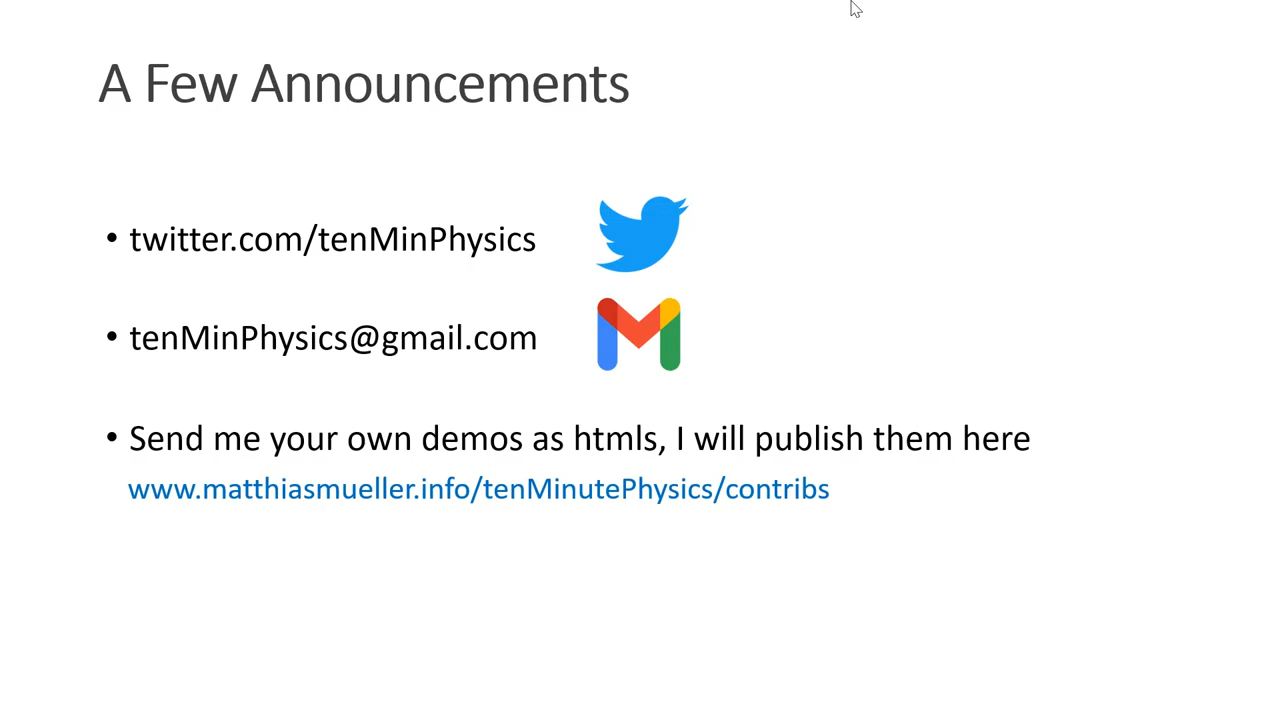 A Few Announcements
• twitter.com/tenMinPhysics
• tenMinPhysics@gmail.com
• Send me your own demos as htmls, I will publish them here
www.matthiasmueller.info/tenMinutePhysics/contribs